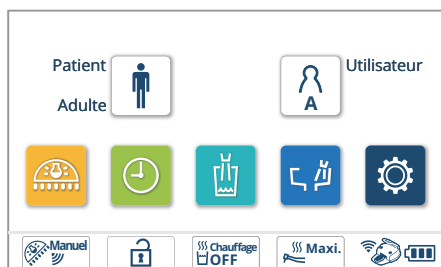 Patient
Utilisateur
Adulte
A
Manuel
Chauffage
OFF
Maxi.